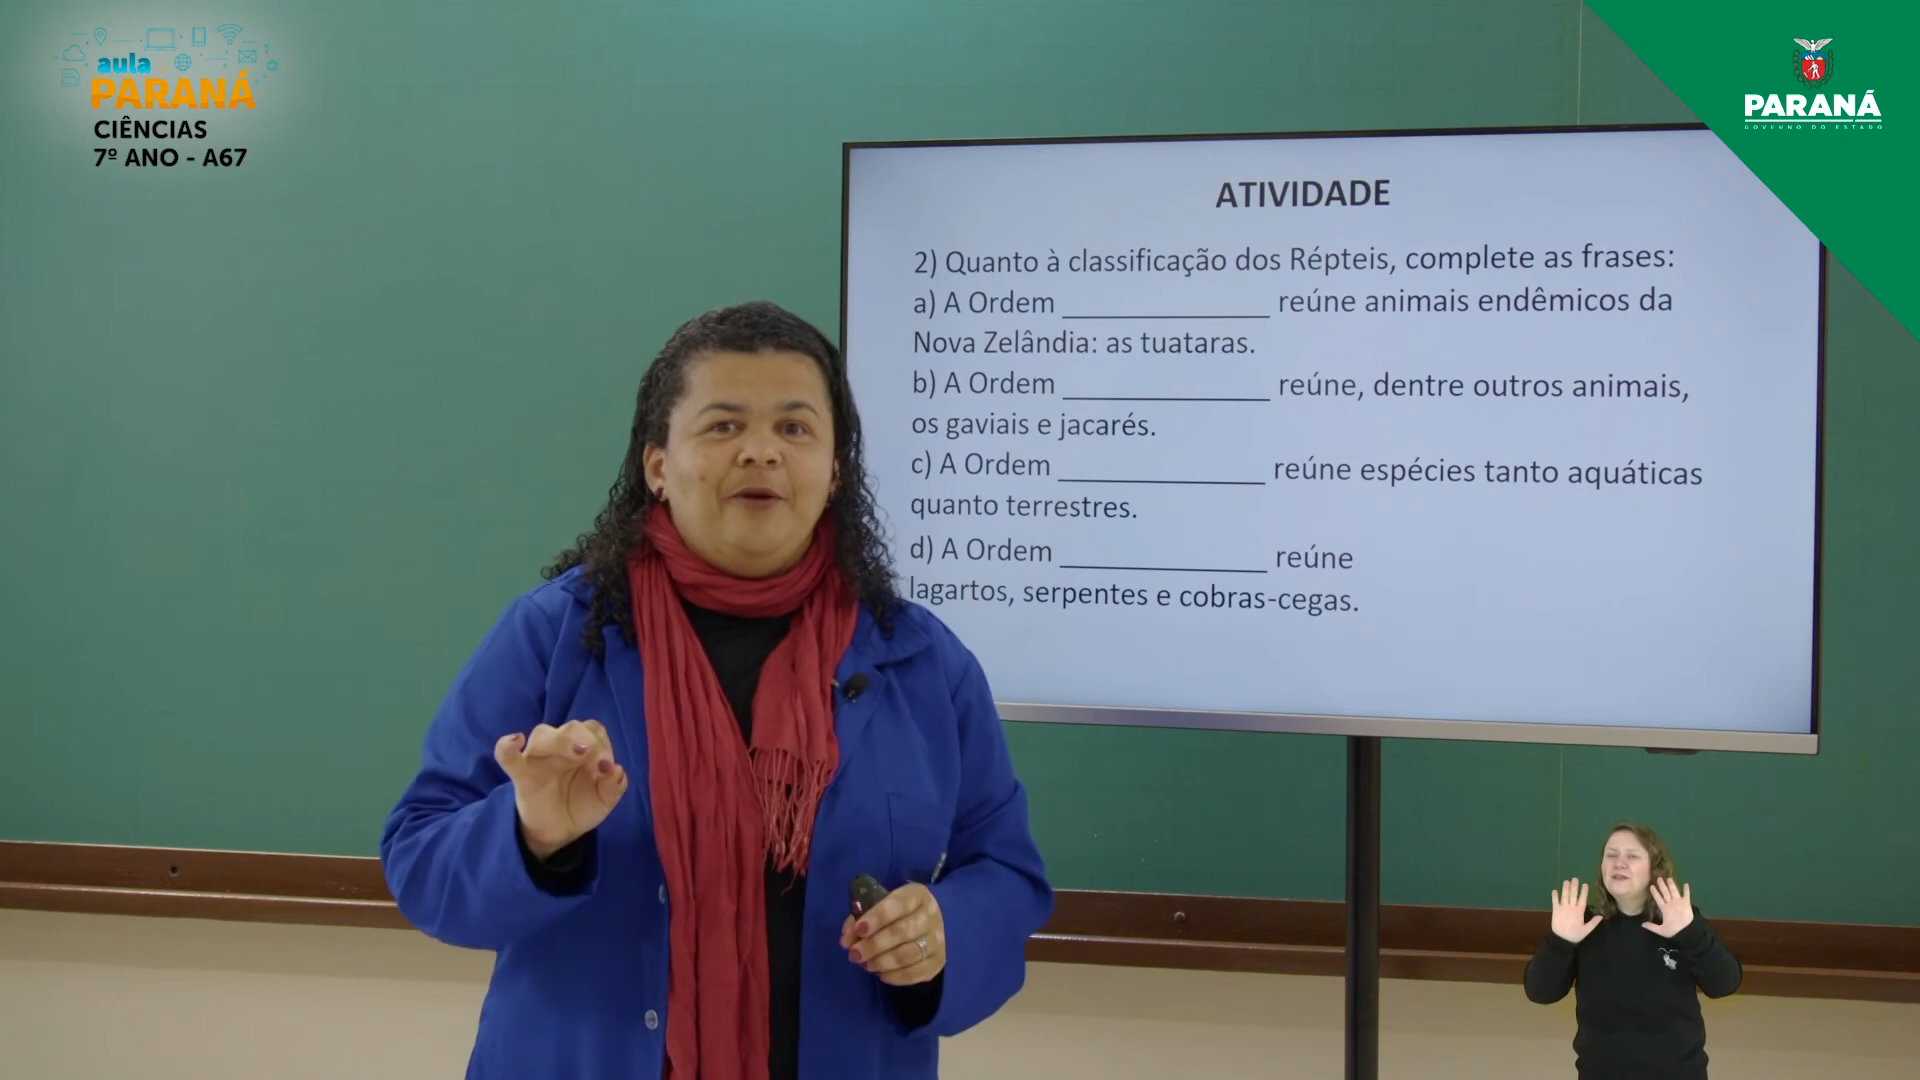 aula
PARANÁ
CIÊNCIAS
7º ANO - A67
PARANÁ
GOVERNO DO ESTADO
ATIVIDADE
2) Quanto à classificação dos Répteis, complete as frases:
a) A Ordem ______________ reúne animais endêmicos da
Nova Zelândia: as tuataras.
b) A Ordem ______________ reúne, dentre outros animais,
os gaviais e jacarés.
c) A Ordem ______________ reúne espécies tanto aquáticas
quanto terrestres.
d) A Ordem ______________ reúne
lagartos, serpentes e cobras-cegas.